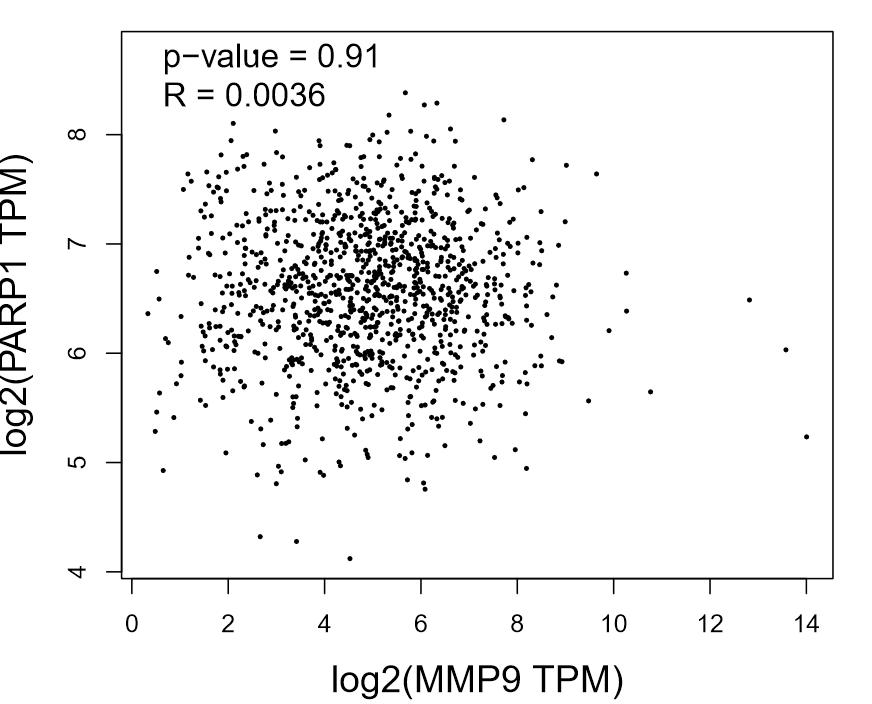 p−value = 0.91
R = 0.0036
log2(PARP1 TPM)
8
7
6
5
4
0 2 4 6 8 10 12 14
log2(MMP9 TPM)